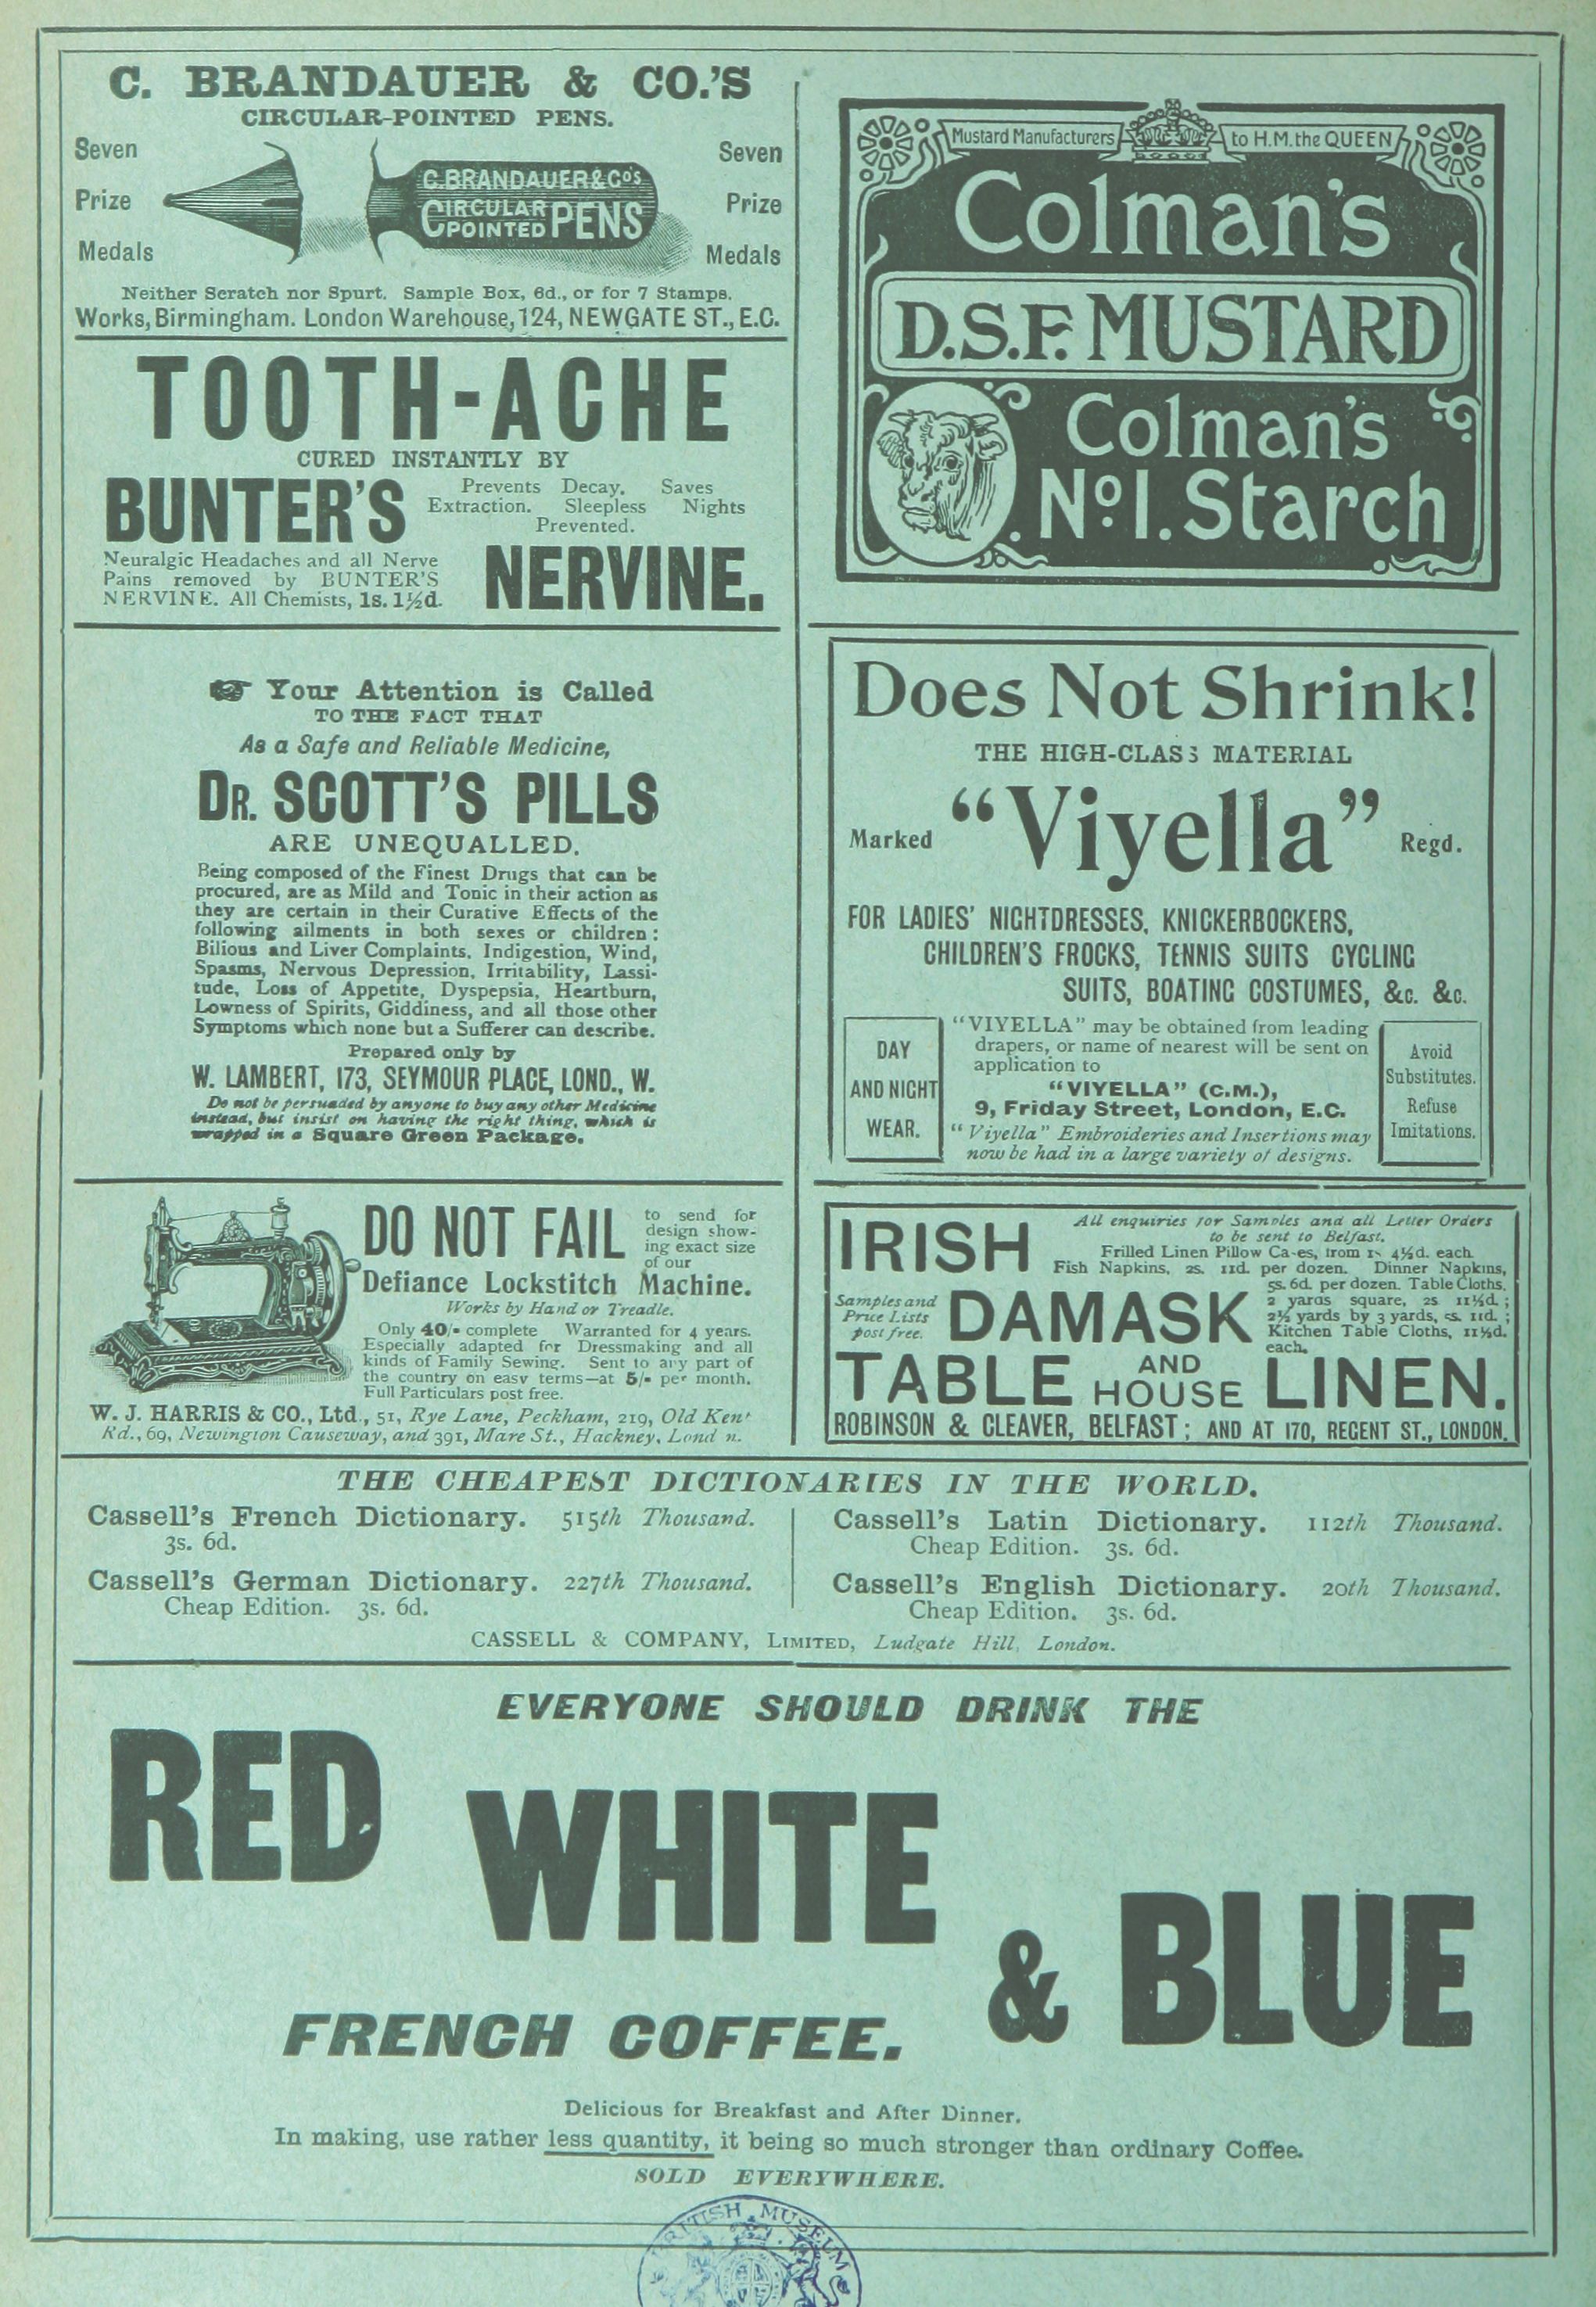 C. BRANDAUER & CO.'S
CIRCULAR-POINTED PENS.
Seven
Prize
Medals
C.BRANDAUER&Co's
CIRCULAR
POINTED PENS
Seven
Prize
Medals
Neither Scratch nor Spurt. Sample Box, 6d., or for 7 Stamps.
Works, Birmingham. London Warehouse, 124, NEWGATE ST., E.C.
TOOTH-ACHE
CURED INSTANTLY BY
BUNTER'S
Prevents Decay. Saves
Extraction. Sleepless Nights
Prevented.
Neuralgic Headaches and all Nerve
Pains removed by BUNTER'S
NERVINE. All Chemists, 1s. 1½d.
NERVINE.
Your Attention is Called
TO THE FACT THAT
As a Safe and Reliable Medicine,
DR. SCOTT'S PILLS
ARE UNEQUALLED.
Being composed of the Finest Drugs that can be
procured, are as Mild and Tonic in their action as
they are certain in their Curative Effects of the
following ailments in both sexes or children:
Bilious and Liver Complaints, Indigestion, Wind,
Spasms, Nervous Depression, Irritability, Lassi-
tude, Loss of Appetite, Dyspepsia, Heartburn,
Lowness of Spirits, Giddiness, and all those other
Symptoms which none but a Sufferer can describe.
Prepared only by
W. LAMBERT, 173, SEYMOUR PLACE, LOND., W.
Do not be persuaded by anyone to buy any other Medicine
instead, but insist on having the right thing, which is
wrapped in a Square Green Package.
DO NOT FAIL
to send for
design show-
ing exact size
of our
Defiance Lockstitch Machine.
Works by Hand or Treadle.
Only 40/- complete Warranted for 4 years.
Especially adapted for Dressmaking and all
kinds of Family Sewing. Sent to any part of
the country on easy terms—at 5/- per month.
Full Particulars post free.
W. J. HARRIS & CO., Ltd., 51, Rye Lane, Peckham, 219, Old Kent
Rd., 69, Newington Causeway, and 391, Mare St., Hackney, Lond n.
Mustard Manufacturers to H.M. the QUEEN
Colman's
D.S.F. MUSTARD
Colman's
No. 1. Starch
Does Not Shrink!
THE HIGH-CLASS MATERIAL
Marked "Viyella" Regd.
FOR LADIES' NIGHTDRESSES, KNICKERBOCKERS,
CHILDREN'S FROCKS, TENNIS SUITS CYCLING
SUITS, BOATING COSTUMES, &c. &c.
DAY
AND NIGHT
WEAR.
"VIYELLA" may be obtained from leading
drapers, or name of nearest will be sent on
application to
"VIYELLA" (C.M.),
9, Friday Street, London, E.C.
"Viyella" Embroideries and Insertions may
now be had in a large variety of designs.
Avoid
Substitutes.
Refuse
Imitations.
IRISH
All enquiries for Samples and all Letter Orders
to be sent to Belfast.
Frilled Linen Pillow Ca-es, from 1s 4½d. each
Fish Napkins, 2s. 11d. per dozen. Dinner Napkins,
5s. 6d. per dozen. Table Cloths,
Samples and
Price Lists
post free.
DAMASK
2 yards square, 2s 11½d.;
2½ yards by 3 yards, 5s. 11d.;
Kitchen Table Cloths, 11½d.
each.
TABLE AND HOUSE LINEN.
ROBINSON & CLEAVER, BELFAST; AND AT 170, REGENT ST., LONDON.
THE CHEAPEST DICTIONARIES IN THE WORLD.
Cassell's French Dictionary. 515th Thousand.
3s. 6d.
Cassell's German Dictionary. 227th Thousand.
Cheap Edition. 3s. 6d.
Cassell's Latin Dictionary. 112th Thousand.
Cheap Edition. 3s. 6d.
Cassell's English Dictionary. 20th Thousand.
Cheap Edition. 3s. 6d.
CASSELL & COMPANY, LIMITED, Ludgate Hill, London.
EVERYONE SHOULD DRINK THE
RED
WHITE
& BLUE
FRENCH COFFEE.
Delicious for Breakfast and After Dinner.
In making, use rather less quantity, it being so much stronger than ordinary Coffee.
SOLD EVERYWHERE.
BRITISH MUSEUM